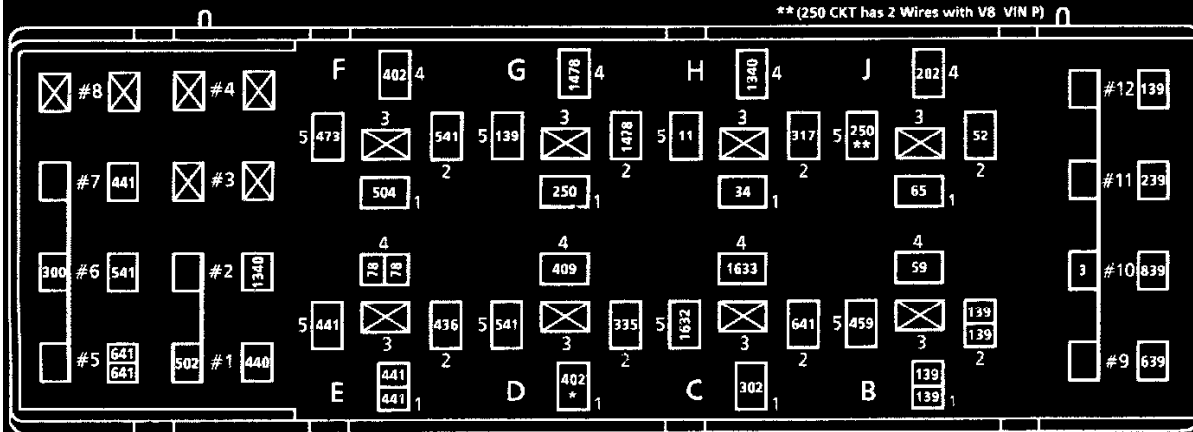 ** (250 CKT has 2 Wires with V8 VIN P)
F 402 4 G 1478 4 H 1340 4 J 202 4
#8 #4 #12 139
3 3 3 3
5 473 541 5 139 1478 5 11 317 5 250 ** 52
2 2 2 2
#7 441 #3 #11 239
504 1 250 1 34 1 65 1
4 4 4 4
300 #6 541 #2 1340 78 78 409 1633 59 3 #10 839
5 441 436 5 541 335 5 1632 641 5 459 139 139
3 2 3 2 3 2 3 2
#5 641 641 502 #1 440 #9 639
E 441 441 1 D 402 * 1 C 302 1 B 139 139 1